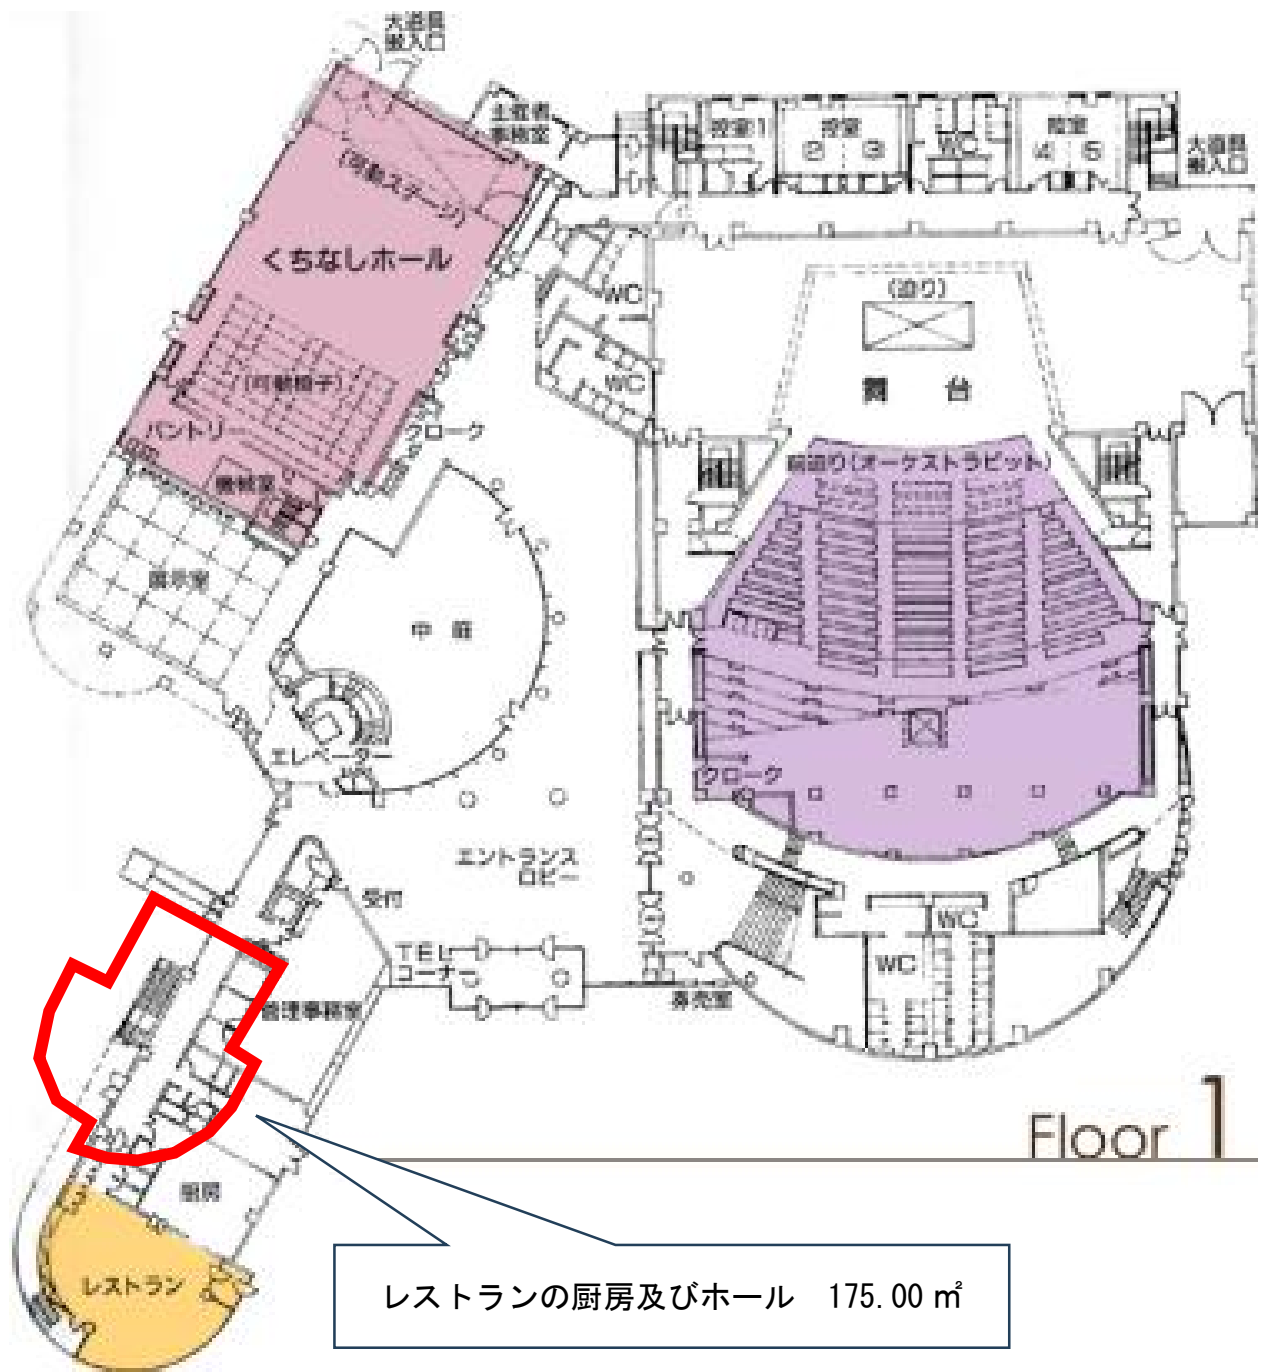 大道具
搬入口
主催者
事務室
控室1
控室
2 3
WC
控室
4 5
大道具
搬入口
(可動ステージ)
くちなしホール
WC
(迫り)
WC
(可動椅子)
舞 台
パントリー
クローク
前迫り(オーケストラピット)
機械室
展示室
中 庭
エレベーター
クローク
エントランス
ロビー
受付
WC
TEL
コーナー
WC
管理事務室
券売室
Floor 1
厨房
レストラン
レストランの厨房及びホール 175.00 ㎡